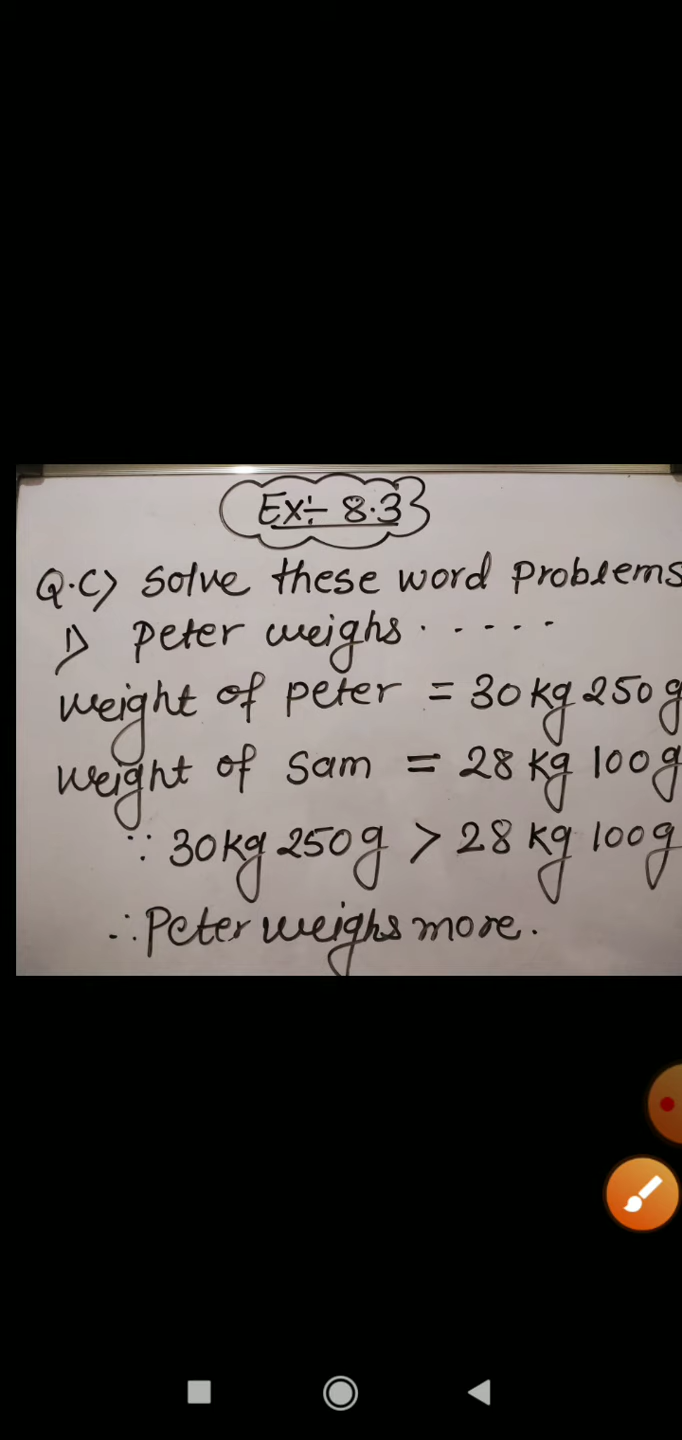 Ex÷ 8.3
Q.C) Solve these word problems
1) Peter weighs . - - - -
weight of peter = 30 kg 250 g
weight of Sam = 28 kg 100 g
∵ 30 kg 250 g > 28 kg 100 g
∴ Peter weighs more.